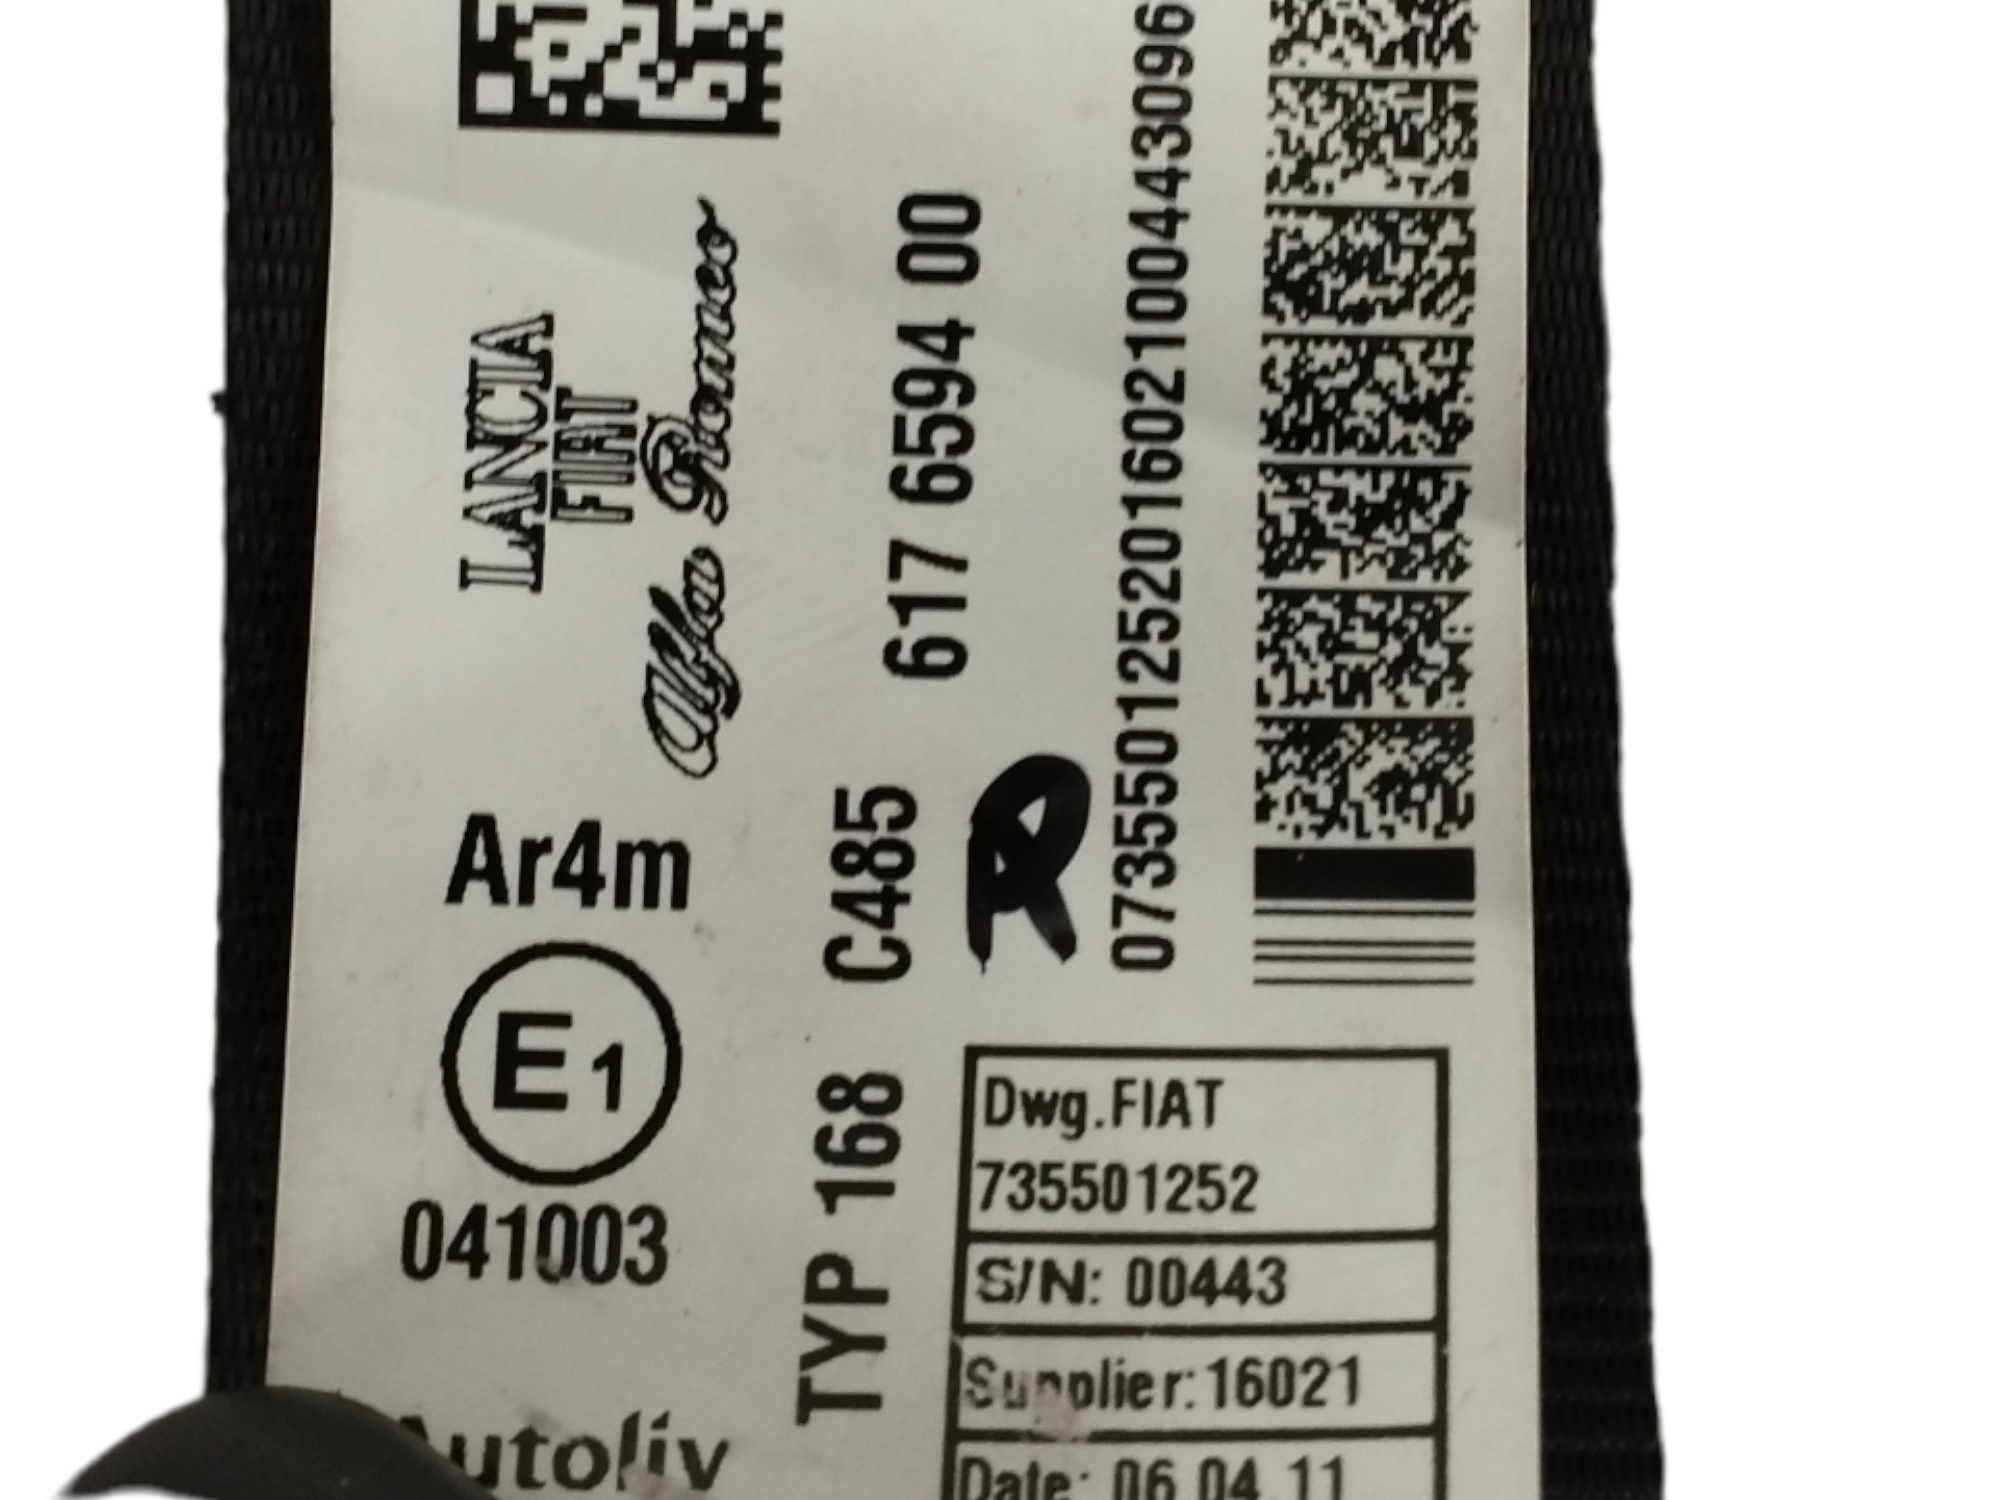 LANCIA
FIAT
Alfa Romeo
Ar4m
E1
041003
Autoliv
TYP 168 C485 617 6594 00
R
073550125201602100443096
Dwg.FIAT
735501252
S/N: 00443
Supplier:16021
Date: 06.04.11